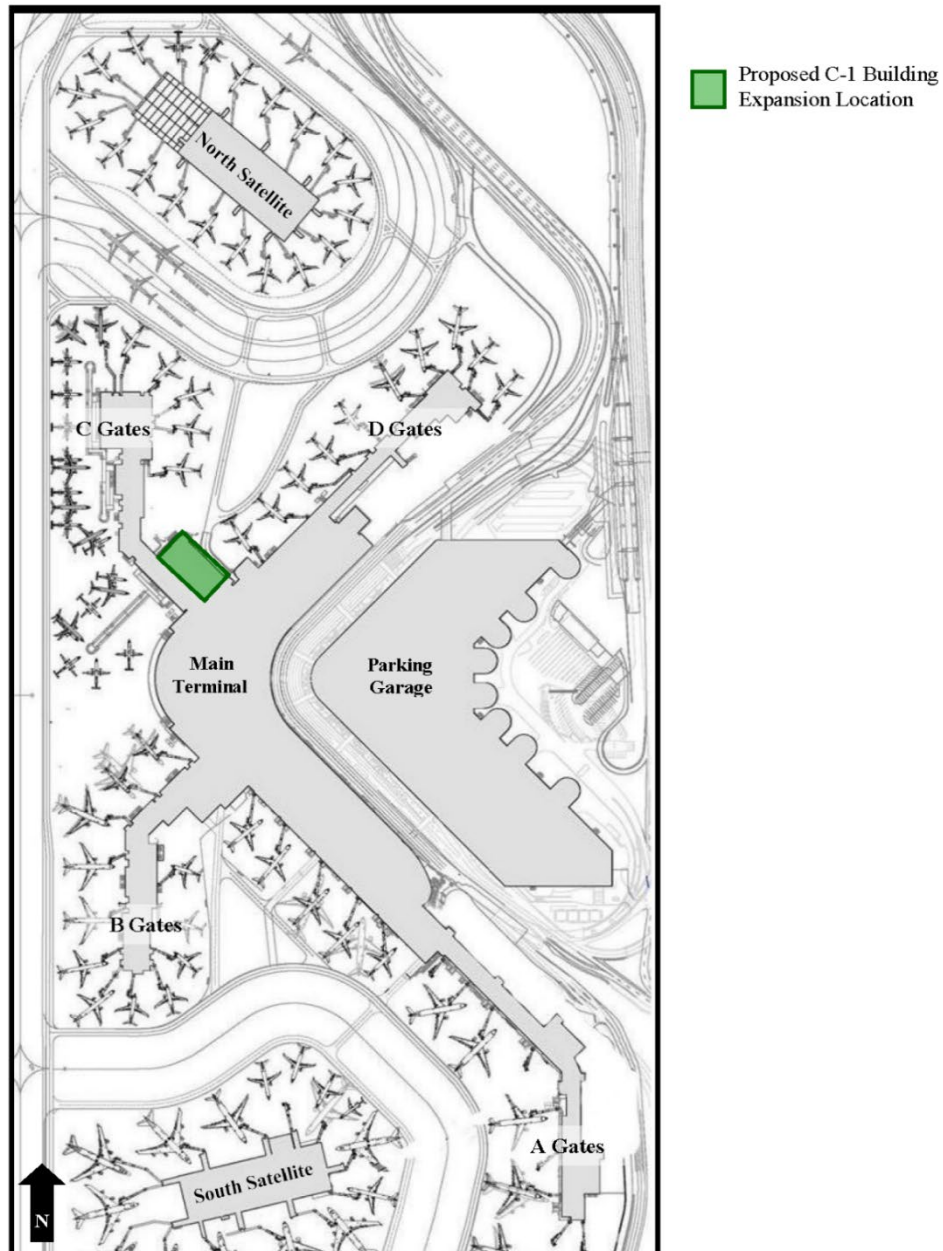 Proposed C-1 Building
Expansion Location
North Satellite
C Gates
D Gates
Main
Terminal
Parking
Garage
B Gates
A Gates
South Satellite
N